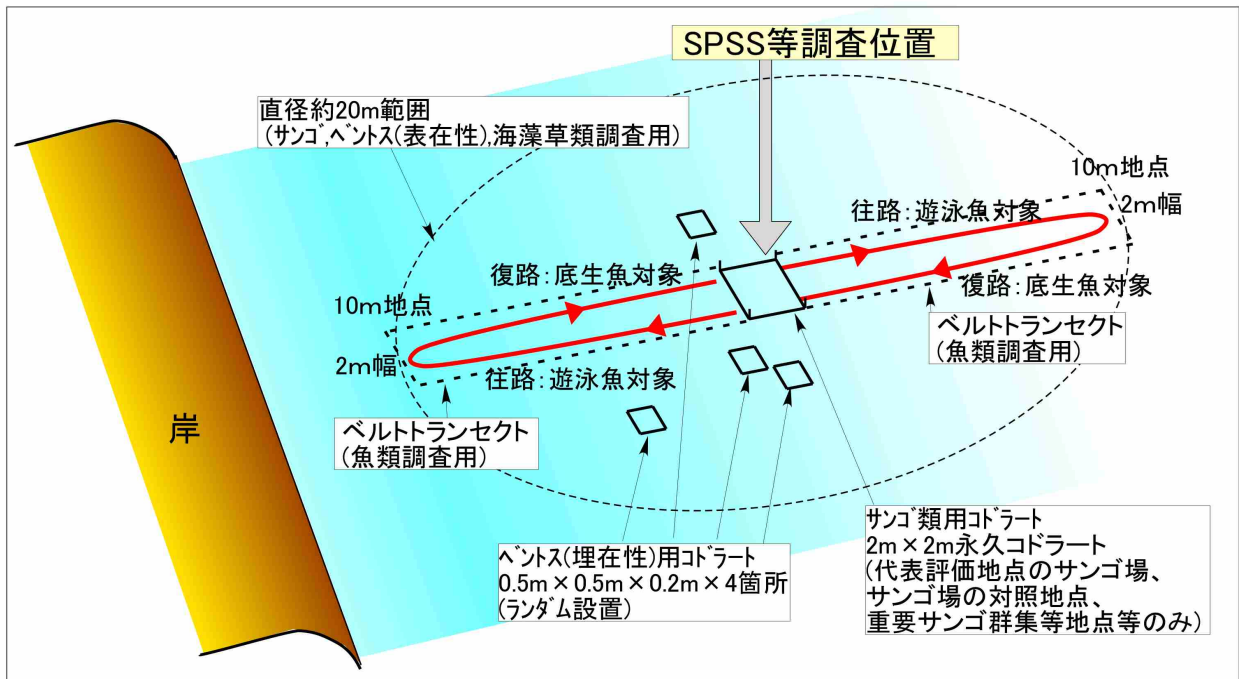 SPSS等調査位置
直径約20m範囲
(ｻﾝｺﾞ,ﾍﾞﾝﾄｽ(表在性),海藻草類調査用)
10m地点
2m幅
往路:遊泳魚対象
復路:底生魚対象
復路:底生魚対象
10m地点
2m幅
往路:遊泳魚対象
ベルトトランセクト
(魚類調査用)
ベルトトランセクト
(魚類調査用)
岸
ﾍﾞﾝﾄｽ(埋在性)用ｺﾄﾞﾗｰﾄ
0.5m×0.5m×0.2m×4箇所
(ランダム設置)
ｻﾝｺﾞ類用ｺﾄﾞﾗｰﾄ
2m×2m永久コドラート
(代表評価地点のサンゴ場、
サンゴ場の対照地点、
重要サンゴ群集等地点等のみ)